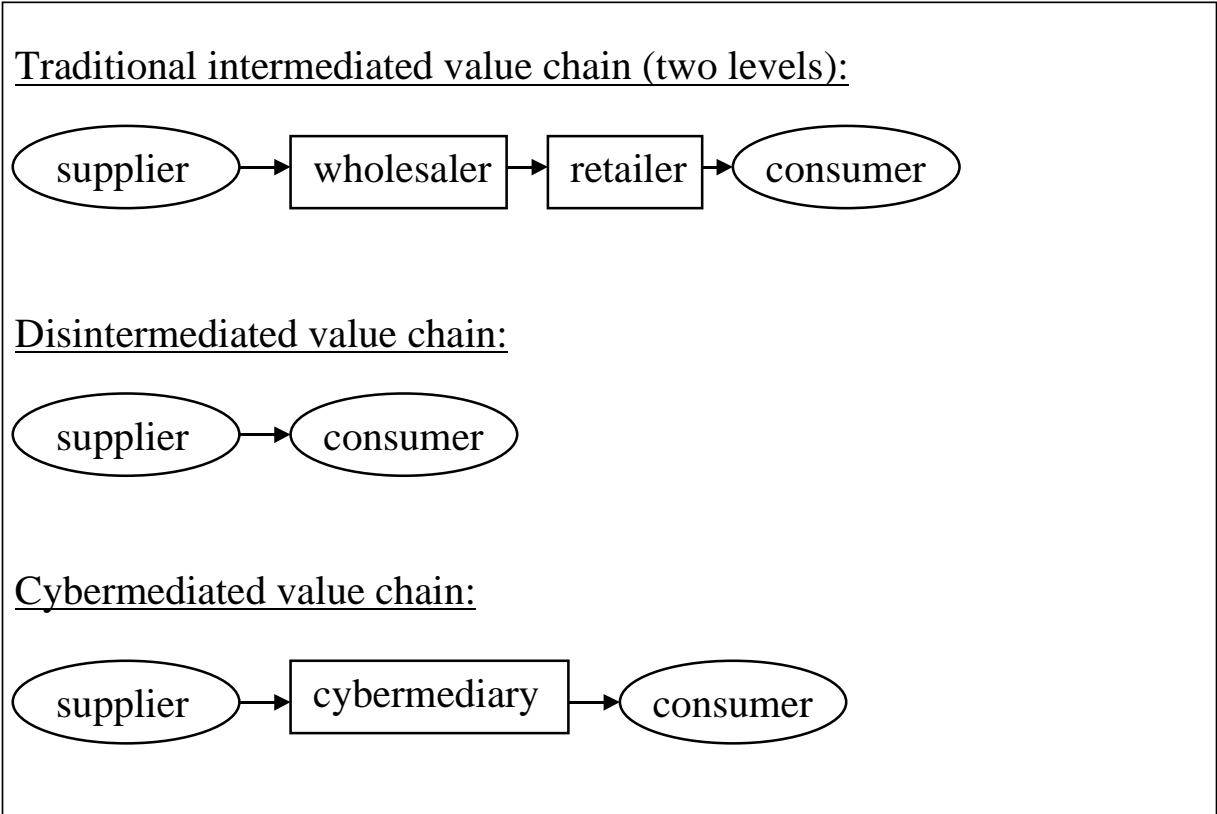 Traditional intermediated value chain (two levels):
supplier wholesaler retailer consumer
Disintermediated value chain:
supplier consumer
Cybermediated value chain:
supplier cybermediary consumer